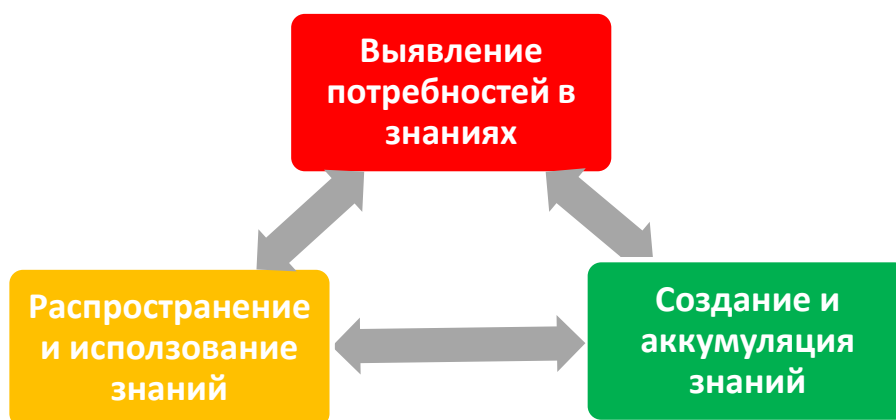 Выявление
потребностей в
знаниях
Распространение
и исползование
знаний
Создание и
аккумуляция
знаний